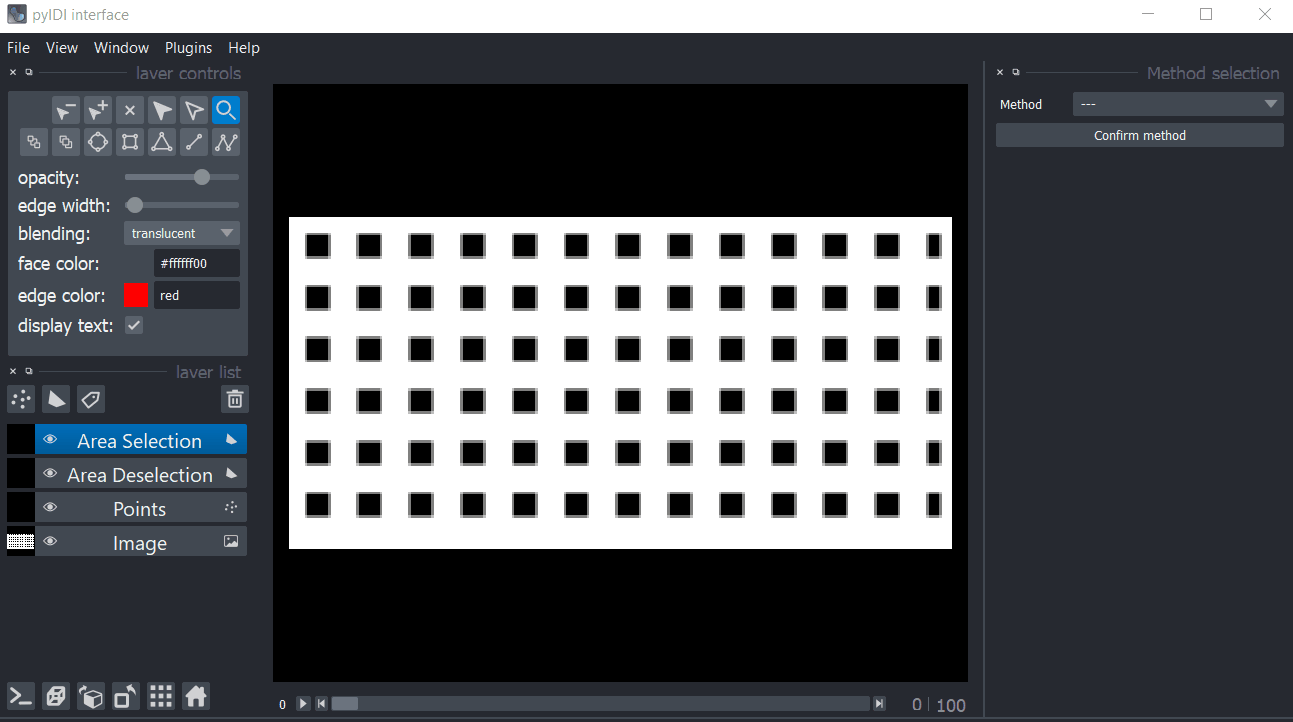 pyIDI interface
File View Window Plugins Help
layer controls
opacity:
edge width:
blending: translucent
face color: #ffffff00
edge color: red
display text:
layer list
Area Selection
Area Deselection
Points
Image
0
0 | 100
Method selection
Method ---
Confirm method